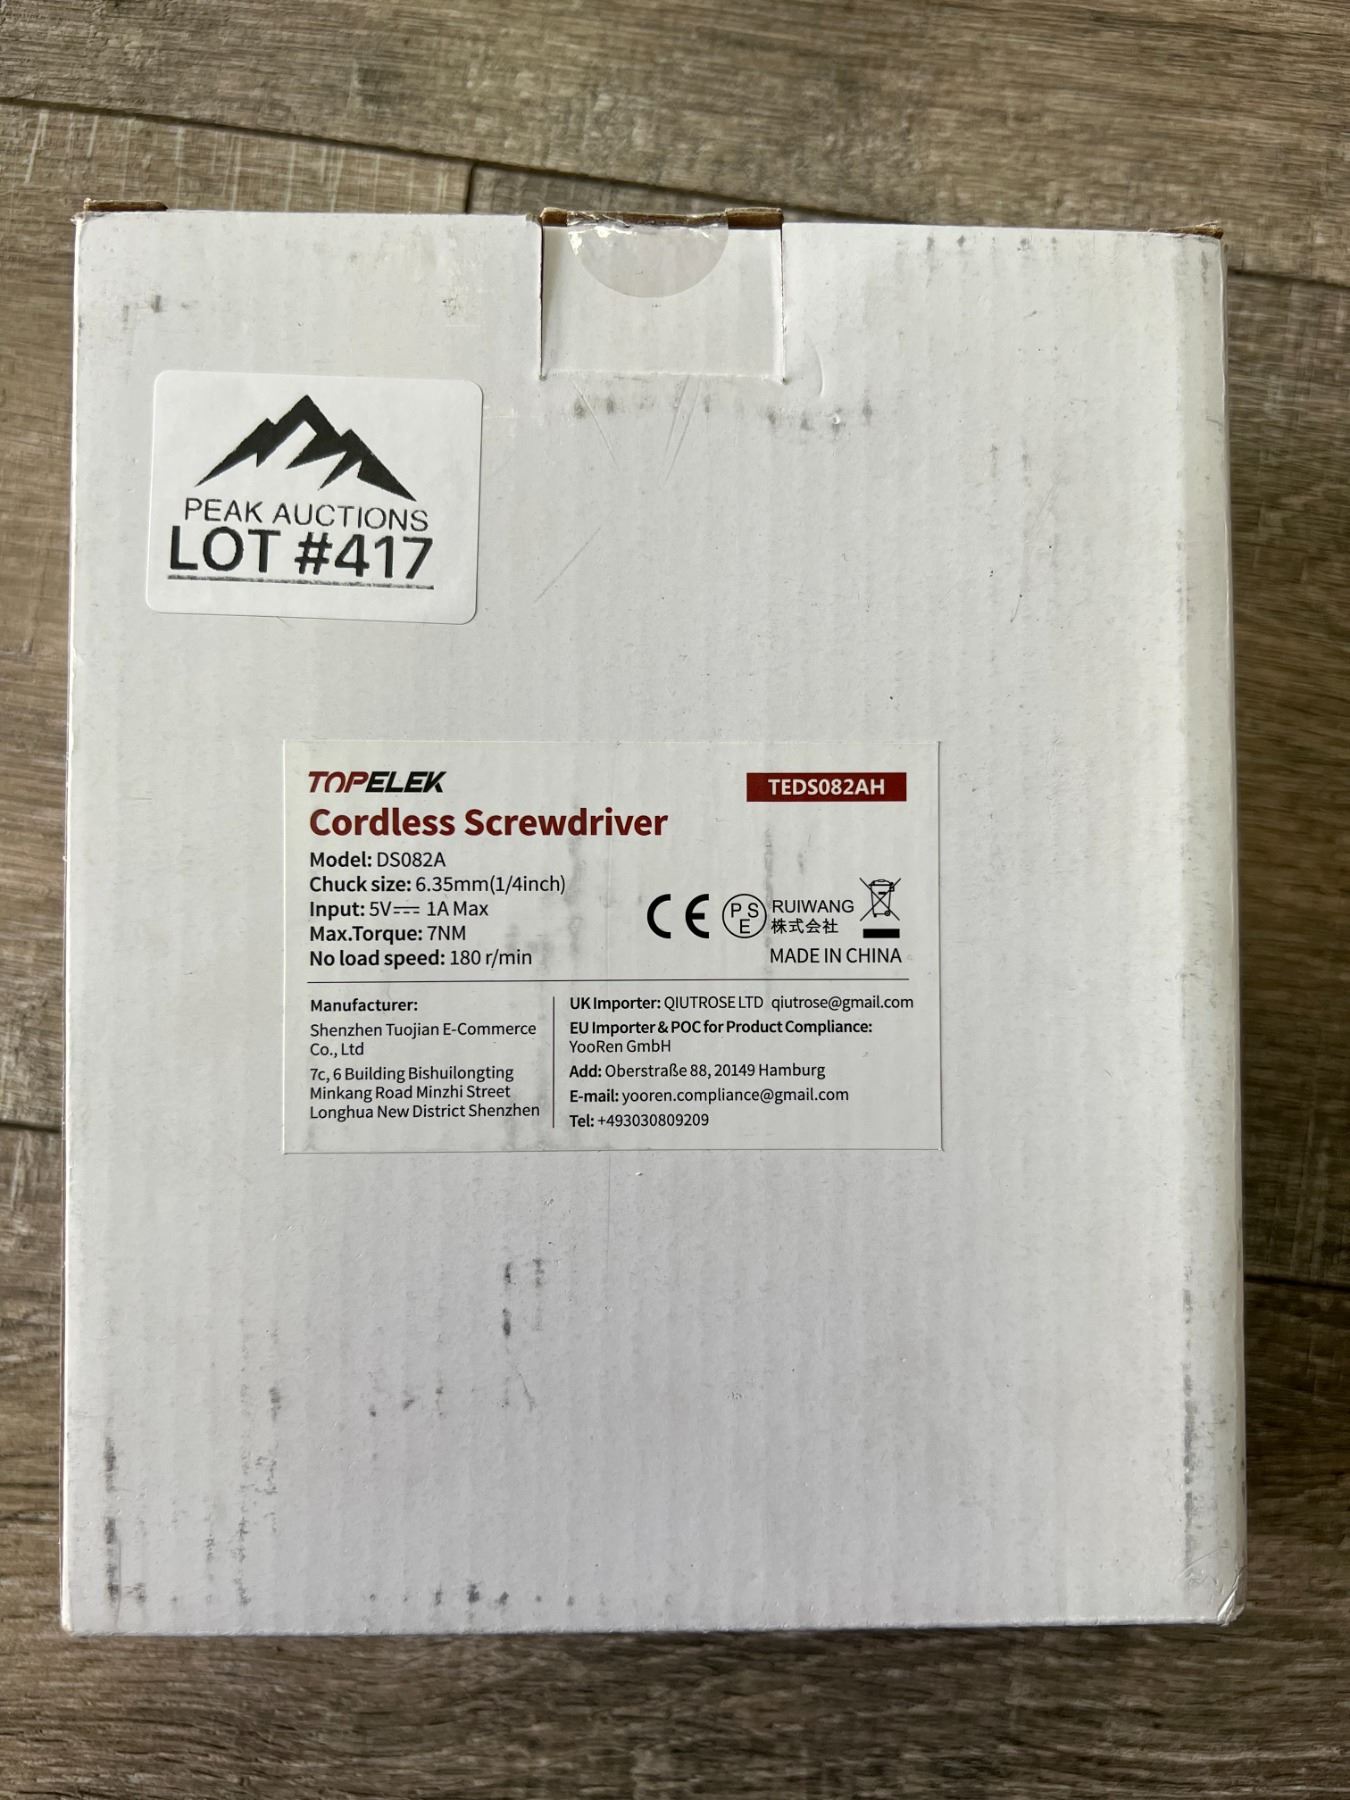 PEAK AUCTIONS
LOT #417
TOPELEK
TEDS082AH
Cordless Screwdriver
Model: DS082A
Chuck size: 6.35mm(1/4inch)
Input: 5V⎓ 1A Max
Max.Torque: 7NM
No load speed: 180 r/min
CE
PSE
RUIWANG
株式会社
MADE IN CHINA
Manufacturer:
Shenzhen Tuojian E-Commerce
Co., Ltd
7c, 6 Building Bishuilongting
Minkang Road Minzhi Street
Longhua New District Shenzhen
UK Importer: QIUTROSE LTD qiutrose@gmail.com
EU Importer & POC for Product Compliance:
YooRen GmbH
Add: Oberstraße 88, 20149 Hamburg
E-mail: yooren.compliance@gmail.com
Tel: +493030809209